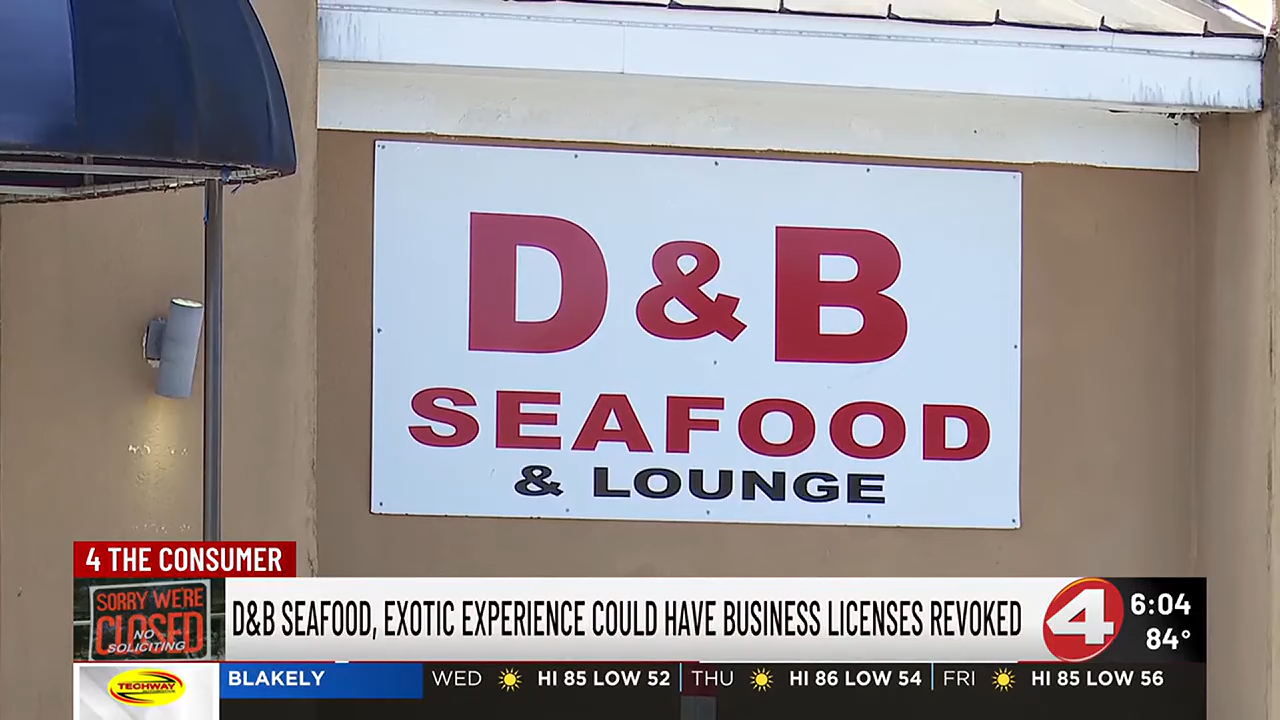 D&B
SEAFOOD
& LOUNGE
4 THE CONSUMER
SORRY WERE
CLOSED
NO
SOLICITING
D&B SEAFOOD, EXOTIC EXPERIENCE COULD HAVE BUSINESS LICENSES REVOKED
4
6:04
84°
TECHWAY
BLAKELY
WED HI 85 LOW 52 THU HI 86 LOW 54 FRI HI 85 LOW 56